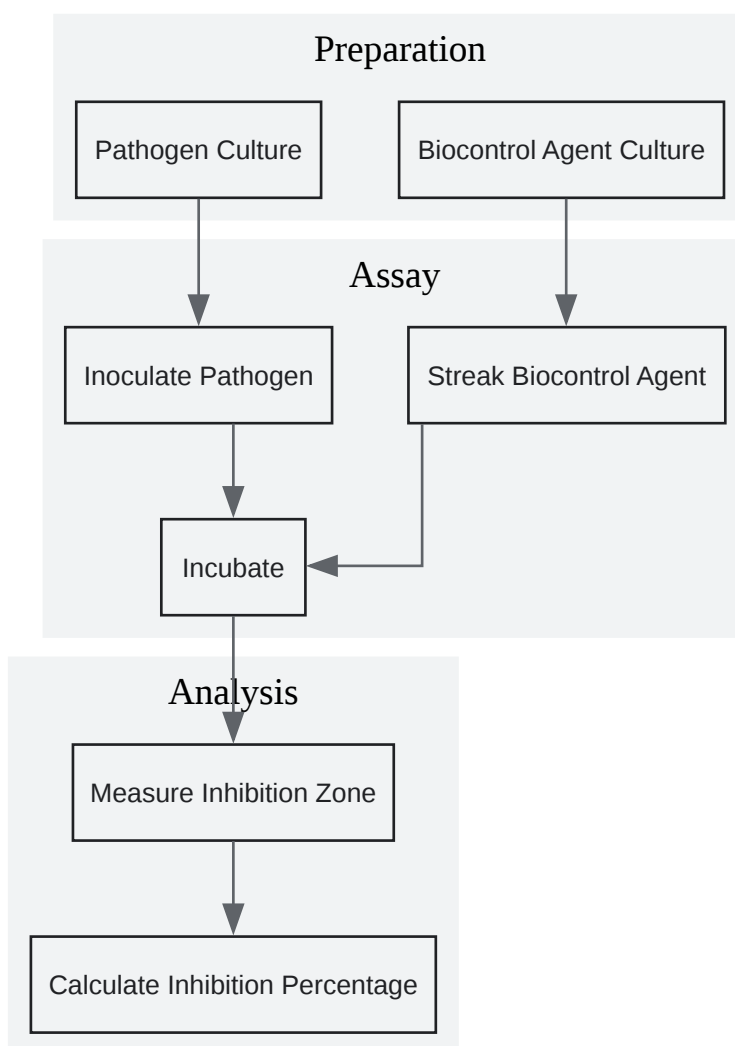 Preparation
Pathogen Culture
Biocontrol Agent Culture
Assay
Inoculate Pathogen
Streak Biocontrol Agent
Incubate
Analysis
Measure Inhibition Zone
Calculate Inhibition Percentage